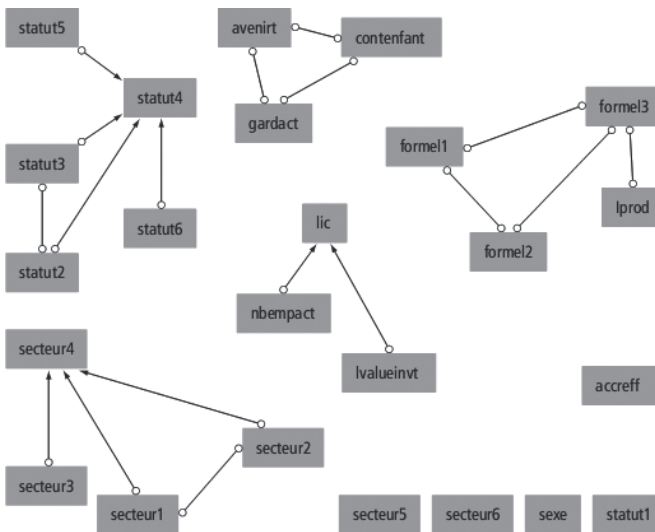 statut5
avenirt
contenfant
statut4
gardact
formel3
formel1
statut3
lprod
statut6
lic
formel2
statut2
nbempact
secteur4
lvalueinvt
accreff
secteur2
secteur3
secteur1
secteur5
secteur6
sexe
statut1